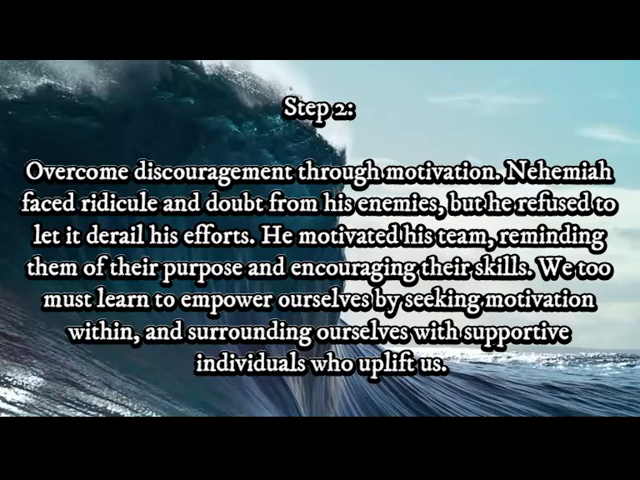 Step 2:
Overcome discouragement through motivation. Nehemiah
faced ridicule and doubt from his enemies, but he refused to
let it derail his efforts. He motivated his team, reminding
them of their purpose and encouraging their skills. We too
must learn to empower ourselves by seeking motivation
within, and surrounding ourselves with supportive
individuals who uplift us.